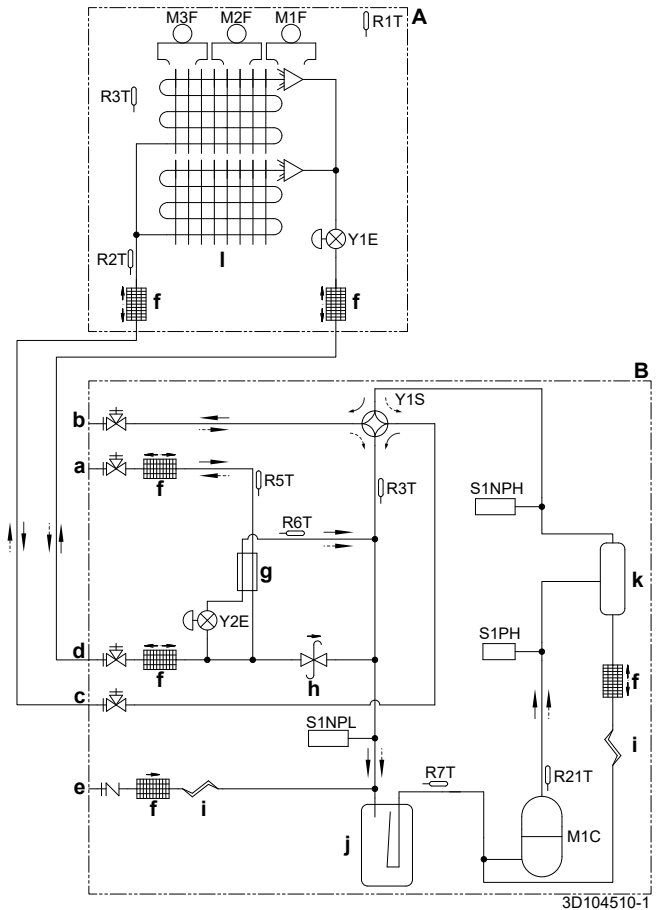 M3F M2F M1F R1T A
R3T
Y1E
R2T l
f f
B
b Y1S
a
f R5T R3T
S1NPH
R6T
g k
Y2E
S1PH
d
f h f
c
S1NPL i
R7T
e R21T
f i
j M1C
3D104510-1